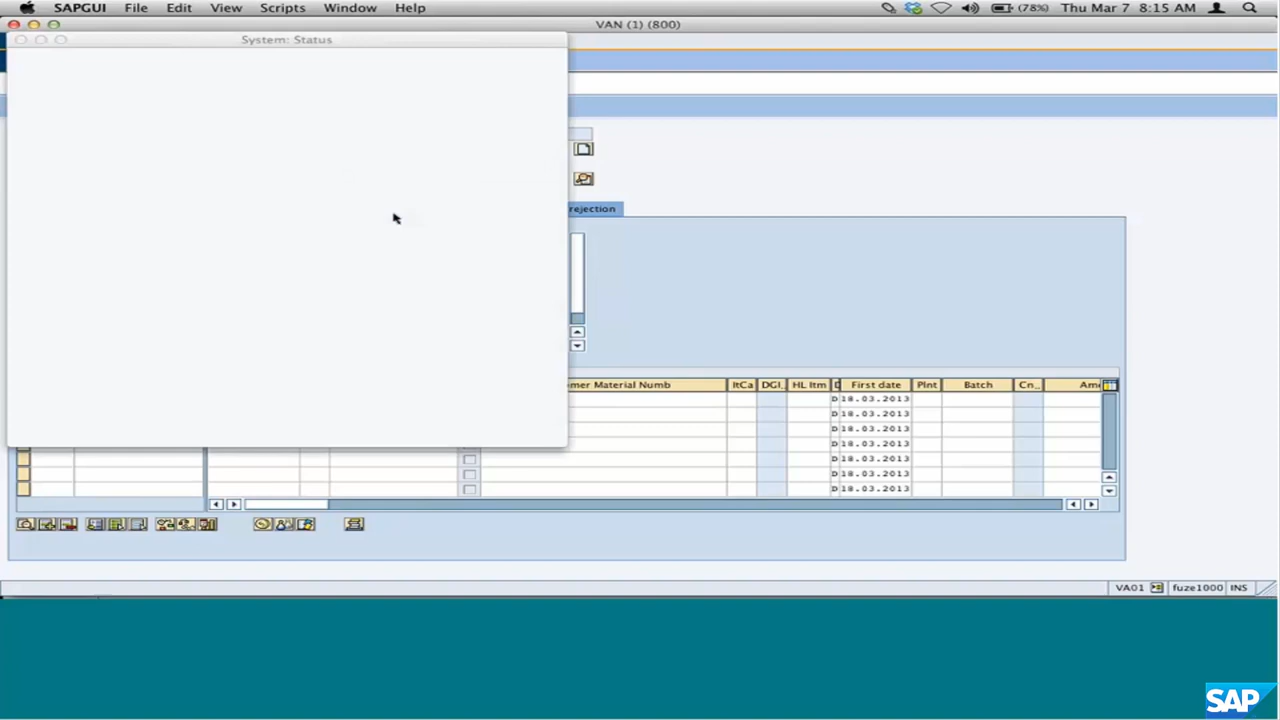 SAPGUI File Edit View Scripts Window Help (78%) Thu Mar 7 8:15 AM
VAN (1) (800)
System: Status
rejection
mer Material Numb ItCa DGI. HL Itm D First date Plnt Batch Cn.. Am
D 18.03.2013
D 18.03.2013
D 18.03.2013
D 18.03.2013
D 18.03.2013
D 18.03.2013
D 18.03.2013
VA01 fuze1000 INS
SAP